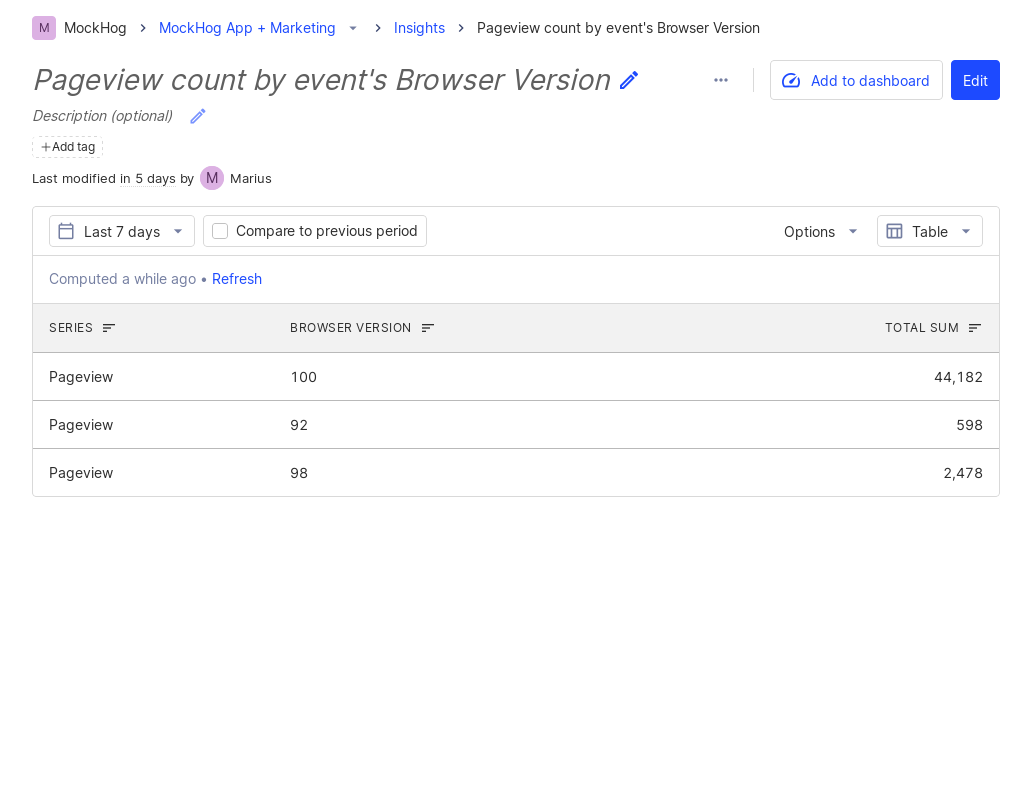 M MockHog MockHog App + Marketing Insights Pageview count by event's Browser Version
Pageview count by event's Browser Version
Add to dashboard Edit
Description (optional)
Add tag
Last modified in 5 days by M Marius
Last 7 days Compare to previous period Options Table
Computed a while ago • Refresh
SERIES BROWSER VERSION TOTAL SUM
Pageview 100 44,182
Pageview 92 598
Pageview 98 2,478